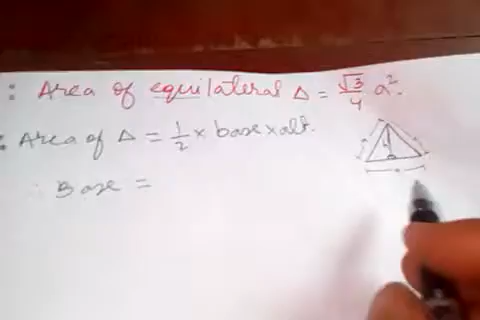 : Area of equilateral Δ = √3/4 a².
: Area of Δ = 1/2 × base × alt.
∴ Base =